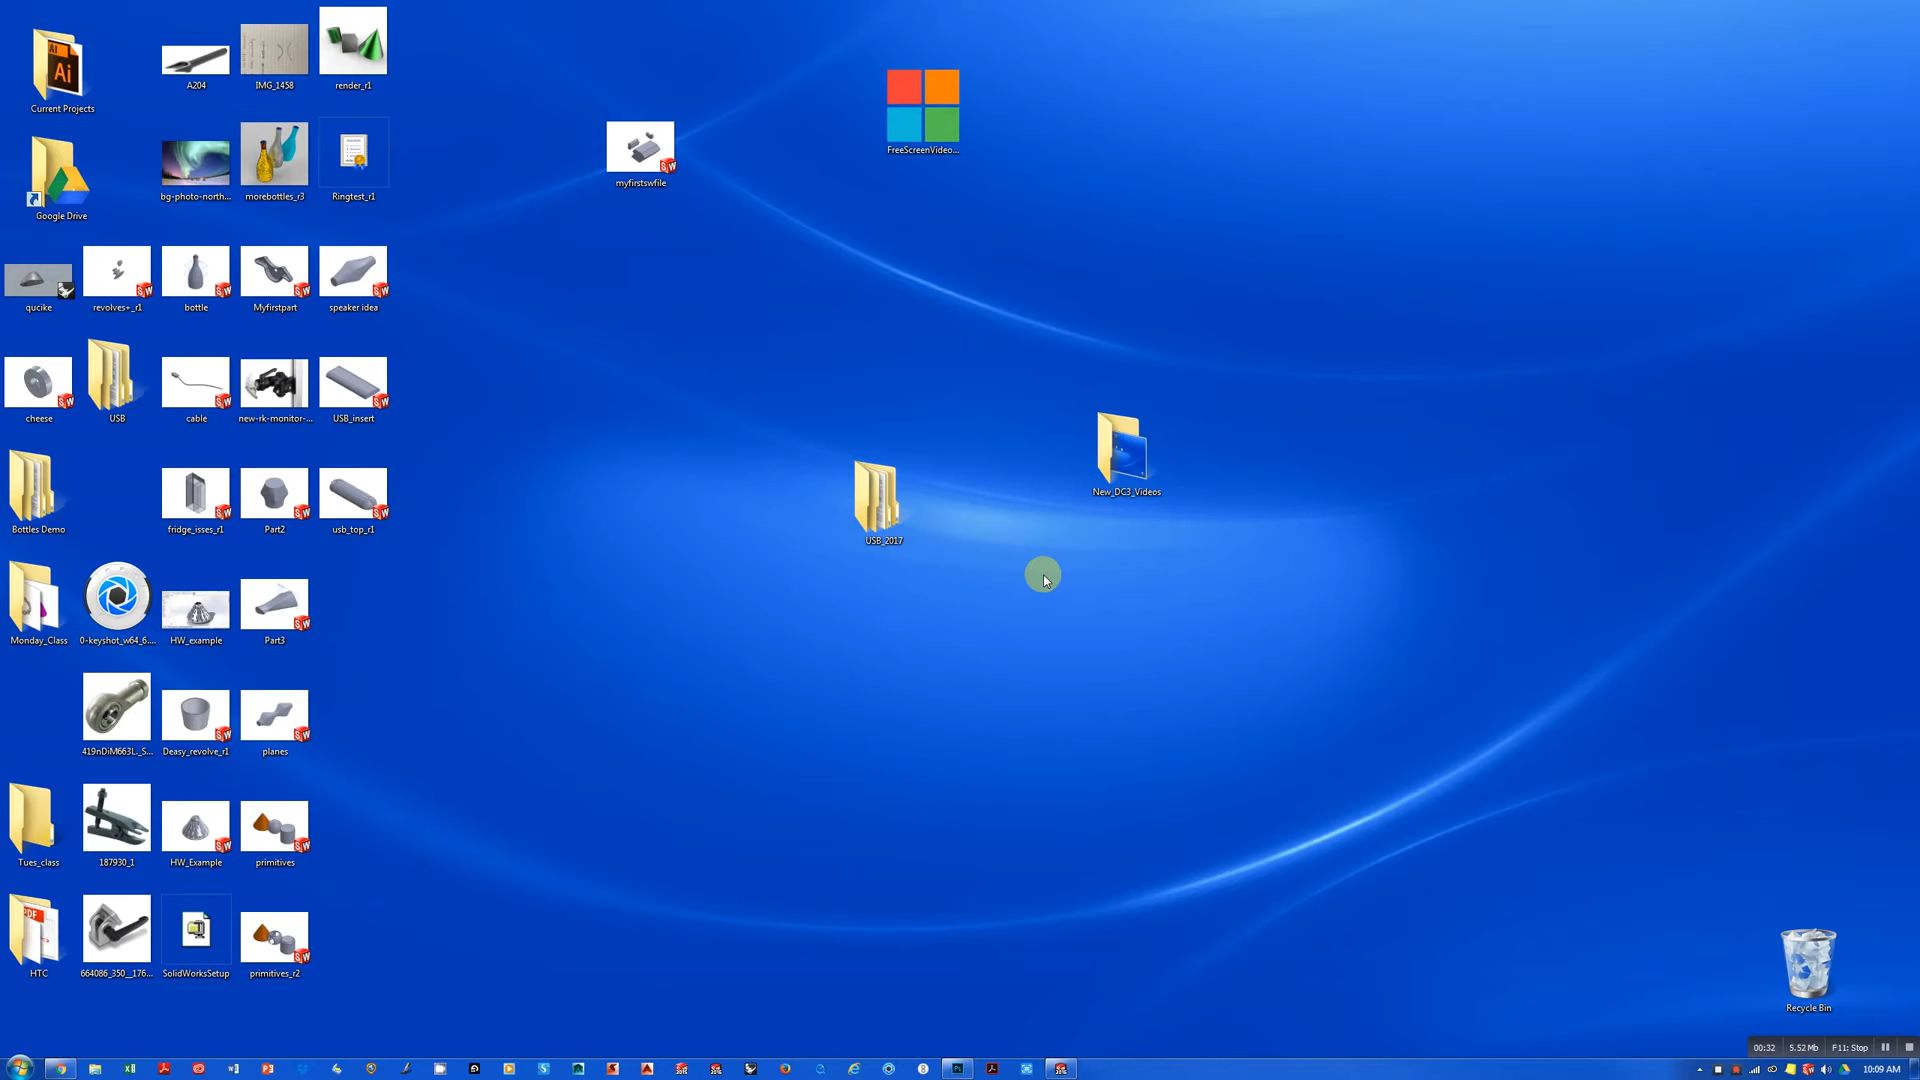 Current Projects
A204
IMG_1458
render_r1
Google Drive
bg-photo-north...
morebottles_r3
Ringtest_r1
myfirstswfile
FreeScreenVideo...
qucike
revolves+_r1
bottle
Myfirstpart
speaker idea
cheese
USB
cable
new-rk-monitor-...
USB_insert
Bottles Demo
fridge_isses_r1
Part2
usb_top_r1
USB_2017
New_DC3_Videos
Monday_Class
0-keyshot_w64_6....
HW_example
Part3
419nDiM663L._S...
Deasy_revolve_r1
planes
Tues_class
187930_1
HW_Example
primitives
HTC
664086_350__176...
SolidWorksSetup
primitives_r2
Recycle Bin
00:32 5.52 Mb F11: Stop
10:09 AM